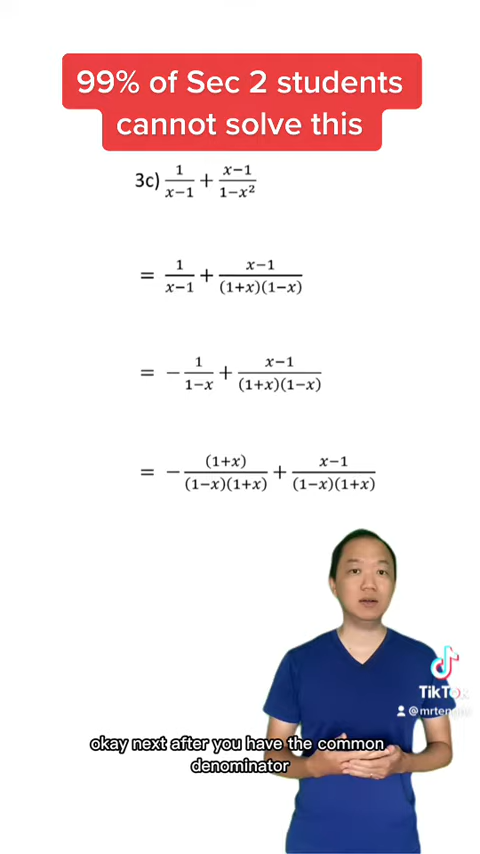 99% of Sec 2 students
cannot solve this
3c) 1/(x−1) + (x−1)/(1−x²)
= 1/(x−1) + (x−1)/((1+x)(1−x))
= − 1/(1−x) + (x−1)/((1+x)(1−x))
= − (1+x)/((1−x)(1+x)) + (x−1)/((1−x)(1+x))
TikTok
okay next after you have the common
denominator